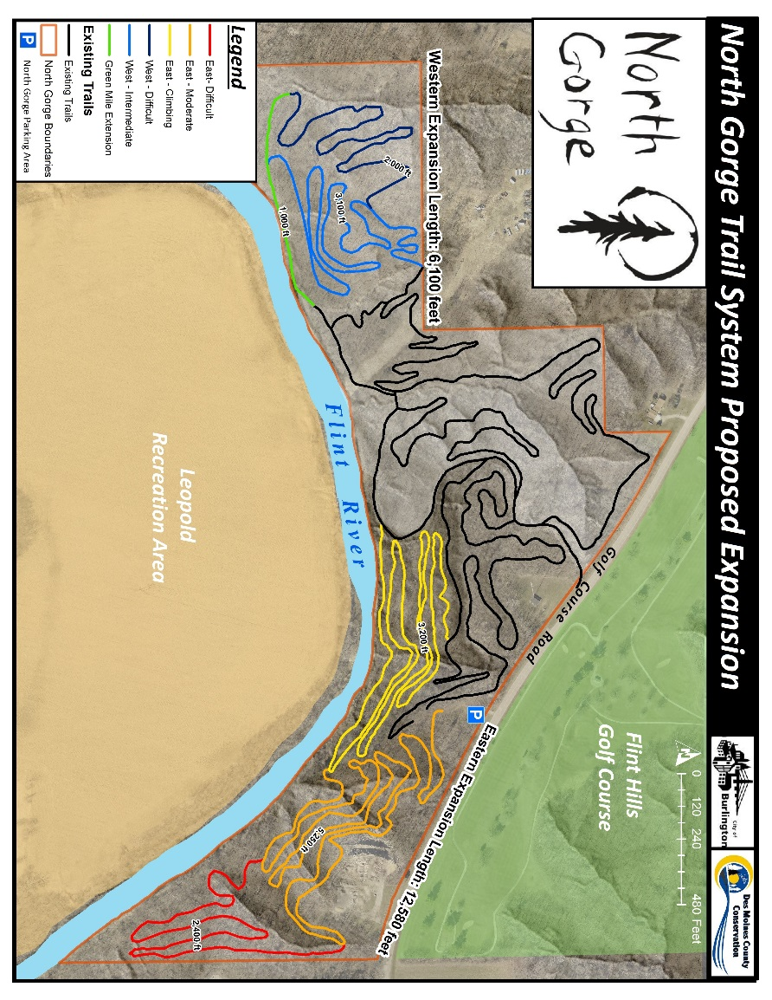 North Gorge Trail System Proposed Expansion
City of
Burlington
Des Moines County
Conservation
North
Gorge
N
0 120 240 480 Feet
Flint Hills
Golf Course
Golf Course Road
Western Expansion Length: 6,100 feet
Eastern Expansion Length: 12,580 feet
P
2,000 ft
3,100 ft
1,000 ft
3,200 ft
5,250 ft
2,400 ft
Flint River
Leopold
Recreation Area
Legend
East- Difficult
East - Moderate
East - Climbing
West - Difficult
West - Intermediate
Green Mile Extension
Existing Trails
Existing Trails
North Gorge Boundaries
P North Gorge Parking Area